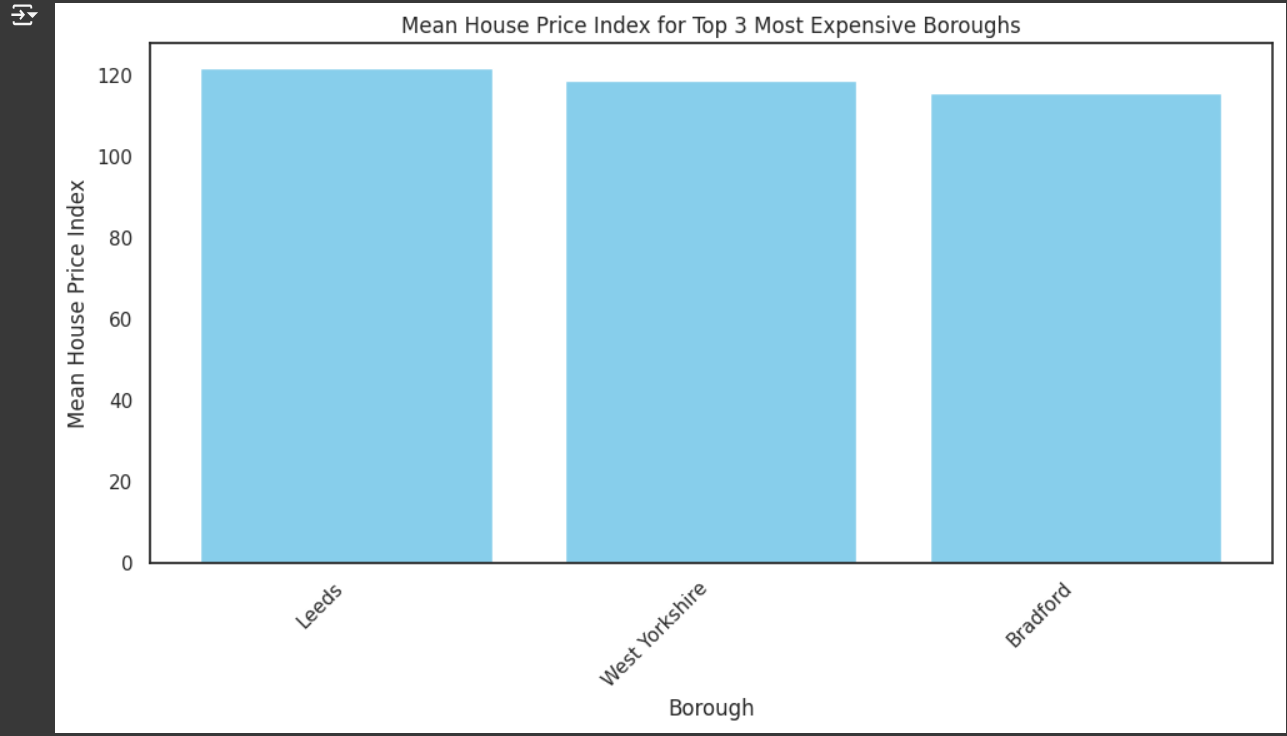 Mean House Price Index for Top 3 Most Expensive Boroughs
Mean House Price Index
120
100
80
60
40
20
0
Leeds
West Yorkshire
Bradford
Borough